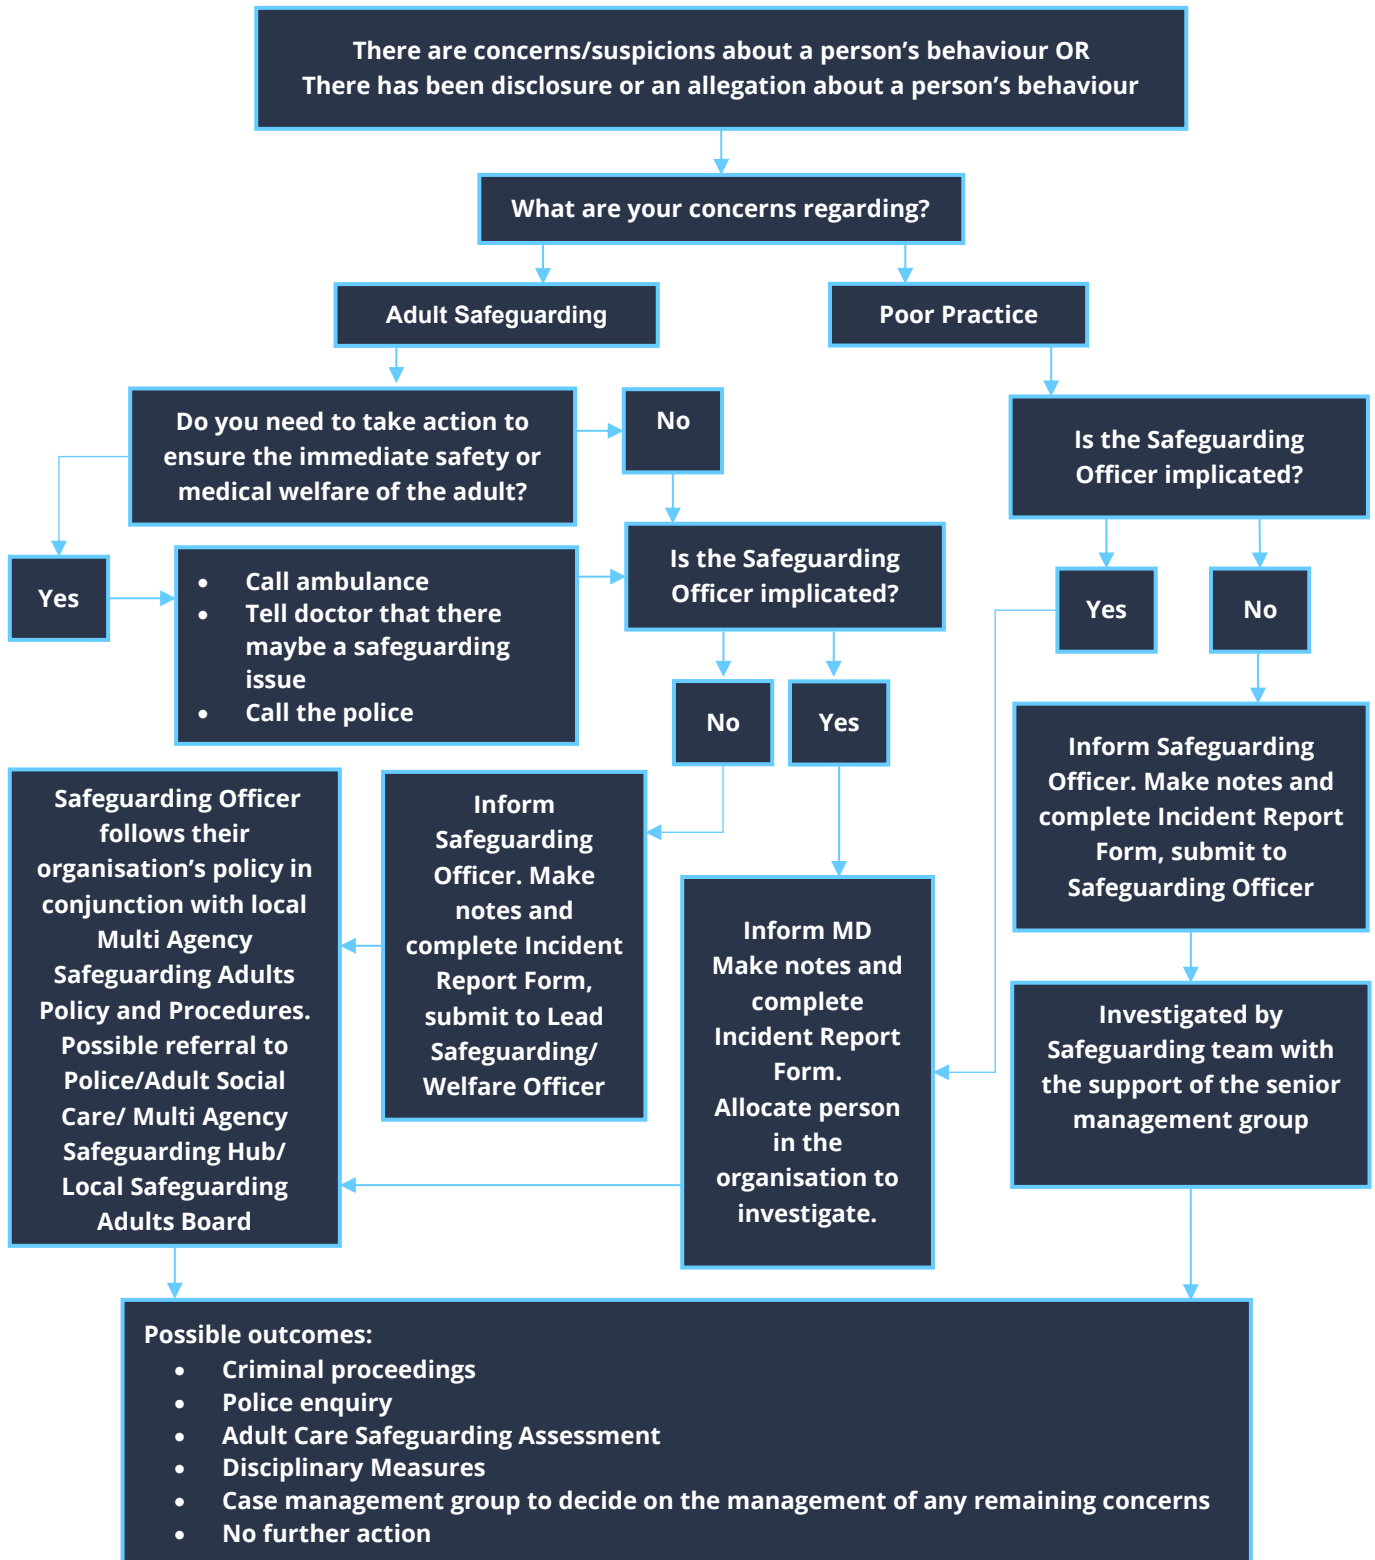 There are concerns/suspicions about a person’s behaviour OR
There has been disclosure or an allegation about a person’s behaviour
What are your concerns regarding?
Adult Safeguarding
Poor Practice
Do you need to take action to
ensure the immediate safety or
medical welfare of the adult?
No
Is the Safeguarding
Officer implicated?
Yes
• Call ambulance
• Tell doctor that there
maybe a safeguarding
issue
• Call the police
Is the Safeguarding
Officer implicated?
Yes
No
No
Yes
Inform Safeguarding
Officer. Make notes and
complete Incident Report
Form, submit to
Safeguarding Officer
Safeguarding Officer
follows their
organisation’s policy in
conjunction with local
Multi Agency
Safeguarding Adults
Policy and Procedures.
Possible referral to
Police/Adult Social
Care/ Multi Agency
Safeguarding Hub/
Local Safeguarding
Adults Board
Inform
Safeguarding
Officer. Make
notes and
complete Incident
Report Form,
submit to Lead
Safeguarding/
Welfare Officer
Inform MD
Make notes and
complete
Incident Report
Form.
Allocate person
in the
organisation to
investigate.
Investigated by
Safeguarding team with
the support of the senior
management group
Possible outcomes:
• Criminal proceedings
• Police enquiry
• Adult Care Safeguarding Assessment
• Disciplinary Measures
• Case management group to decide on the management of any remaining concerns
• No further action